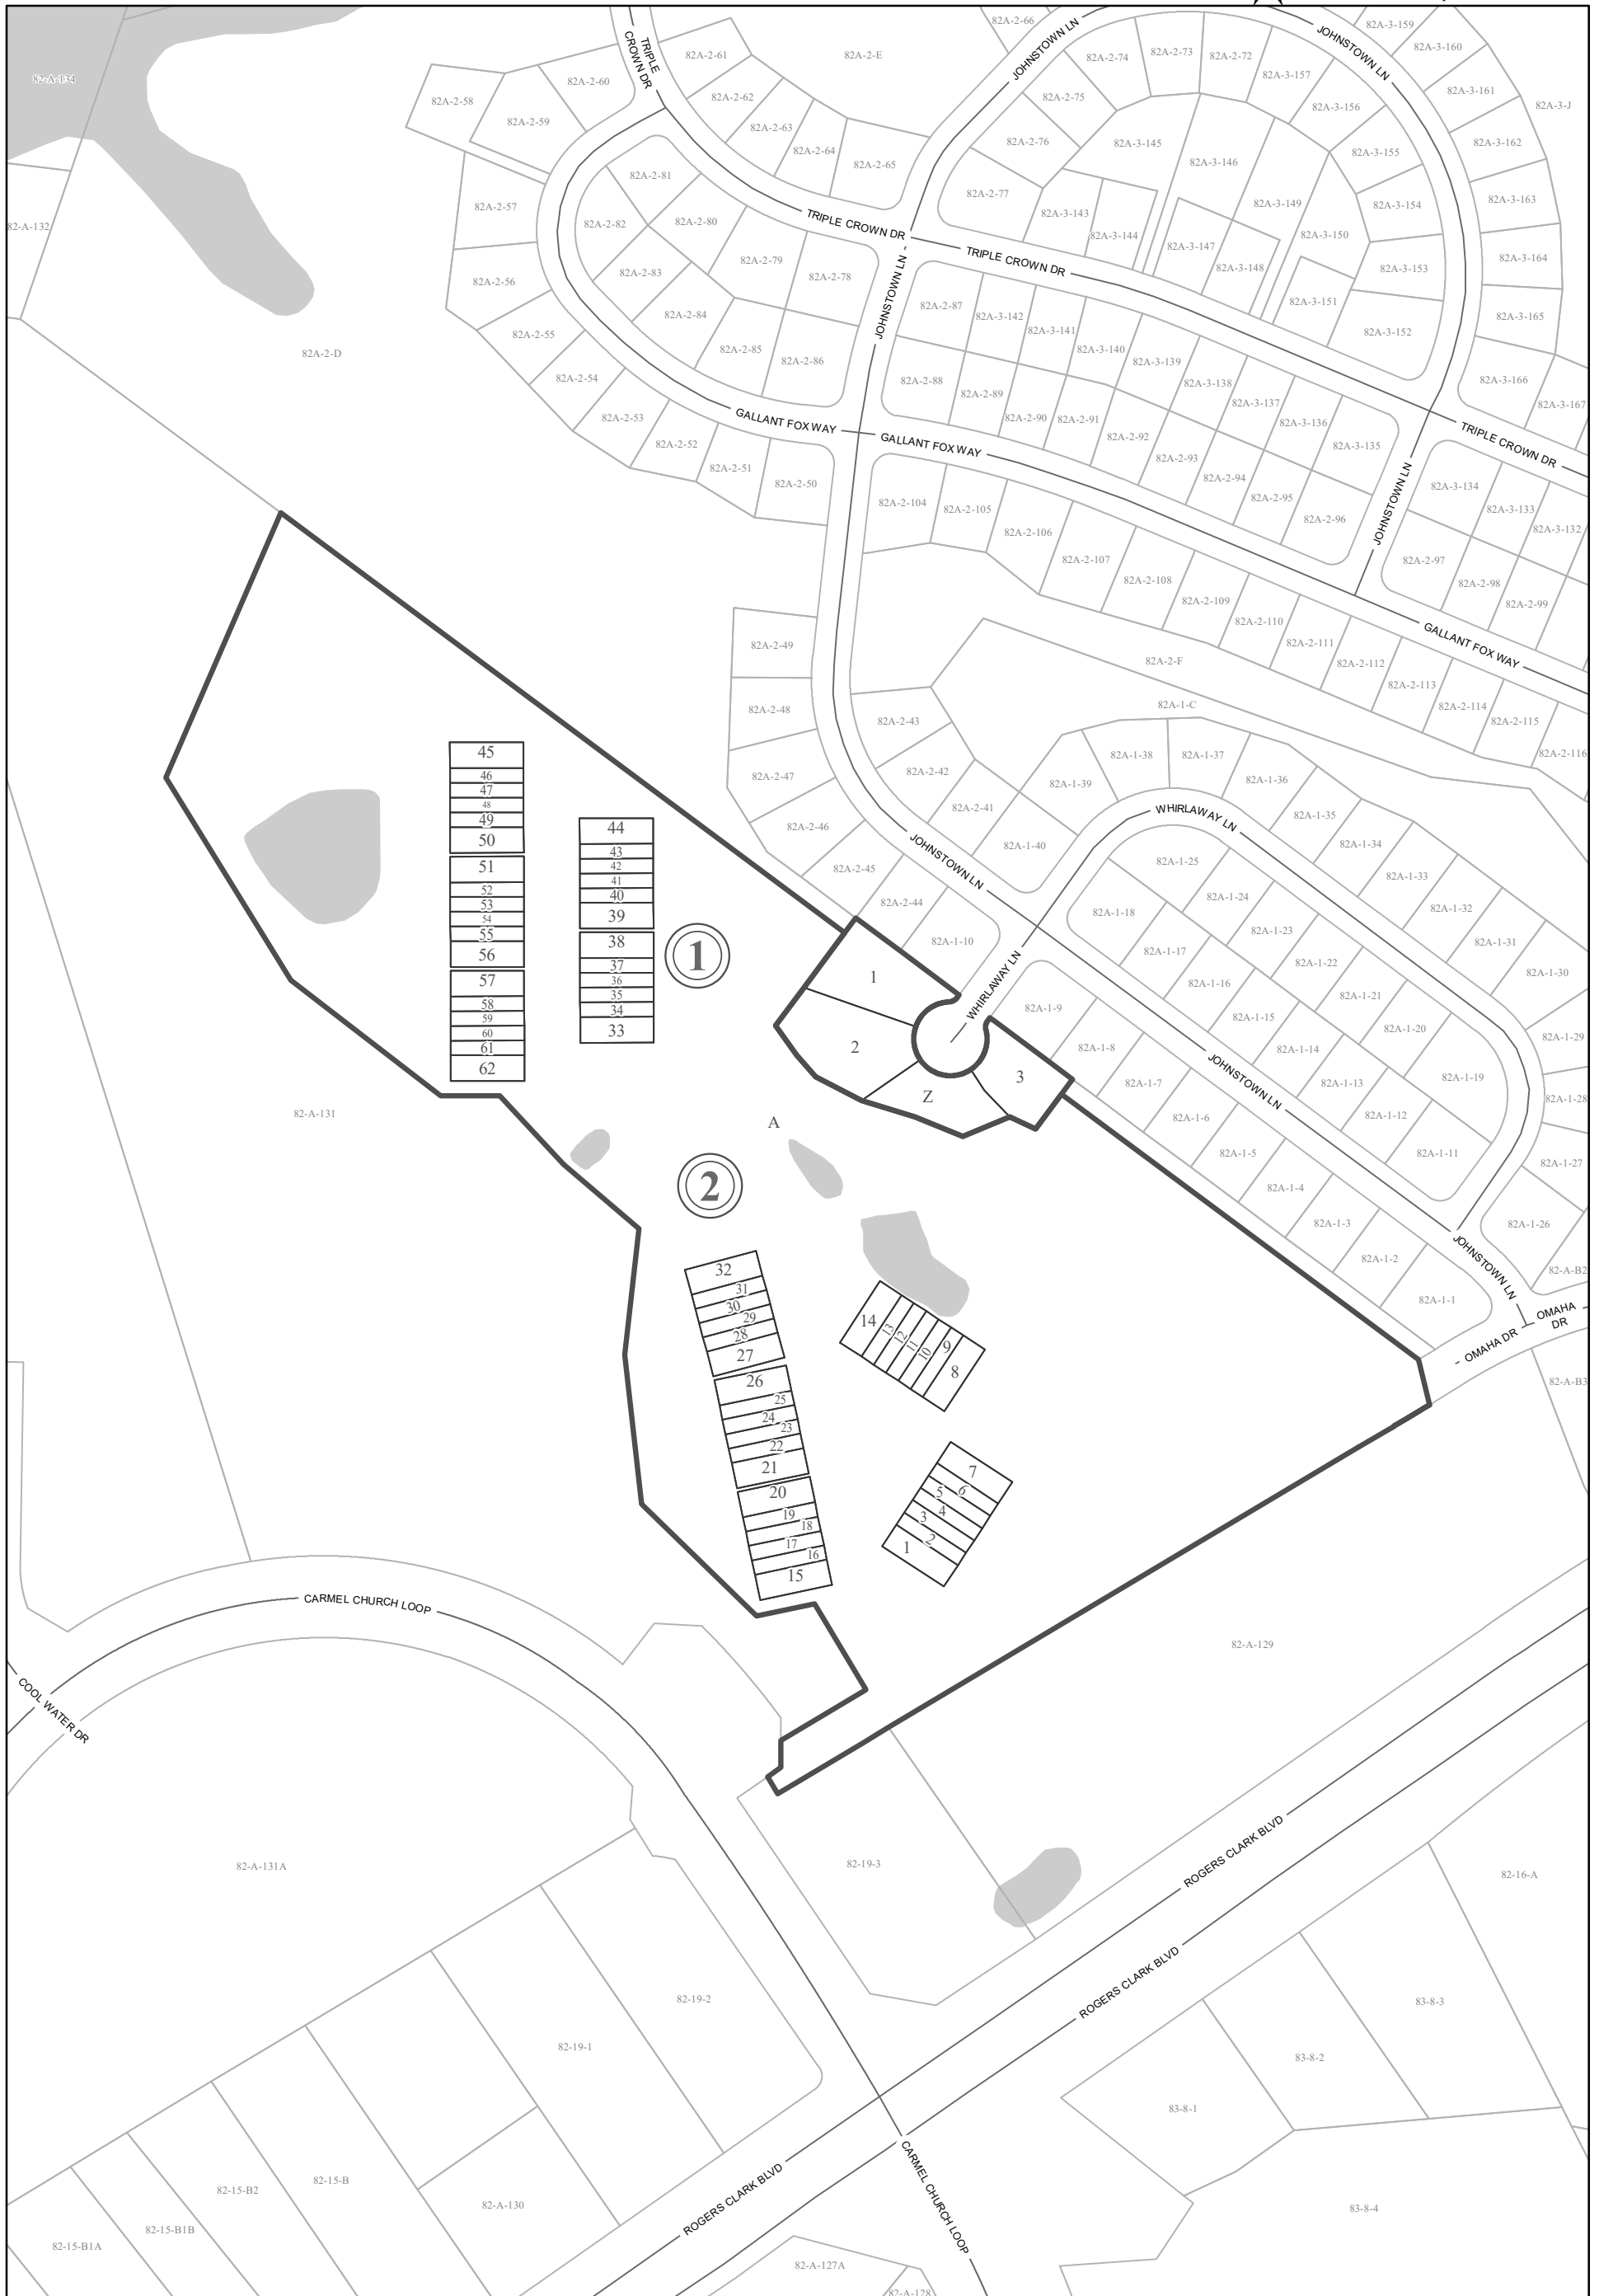 82A-2-66
JOHNSTOWN LN
JOHNSTOWN LN
82A-3-159
82A-3-160
82A-3-161
82A-3-J
82A-3-162
82A-3-163
82A-3-164
82A-3-165
82A-3-166
82A-3-167
TRIPLE
CROWN DR
82A-2-61
82A-2-E
82A-2-74
82A-2-73
82A-2-72
82A-3-157
82A-3-156
82-A-134
82A-2-58
82A-2-60
82A-2-59
82A-2-62
82A-2-63
82A-2-64
82A-2-65
82A-2-75
82A-2-76
82A-2-77
82A-3-145
82A-3-146
82A-3-155
82A-3-154
82A-3-149
82A-3-150
82A-3-153
82A-3-143
82A-3-144
82A-3-147
82A-3-148
82A-3-151
82A-3-152
82-A-132
82A-2-57
82A-2-56
82A-2-81
82A-2-82
82A-2-80
82A-2-83
82A-2-79
82A-2-78
82A-2-84
82A-2-85
82A-2-86
TRIPLE CROWN DR
TRIPLE CROWN DR
JOHNSTOWN LN
82A-2-D
82A-2-55
82A-2-54
82A-2-53
82A-2-52
82A-2-51
82A-2-50
GALLANT FOX WAY
GALLANT FOX WAY
82A-2-87
82A-3-142
82A-3-141
82A-3-140
82A-3-139
82A-3-138
82A-3-137
82A-3-136
82A-3-135
82A-2-88
82A-2-89
82A-2-90
82A-2-91
82A-2-92
82A-2-93
82A-2-94
82A-2-95
82A-2-96
JOHNSTOWN LN
TRIPLE CROWN DR
82A-3-134
82A-3-133
82A-3-132
82A-2-97
82A-2-98
82A-2-99
82A-2-104
82A-2-105
82A-2-106
82A-2-107
82A-2-108
82A-2-109
82A-2-110
82A-2-111
82A-2-112
82A-2-113
82A-2-114
82A-2-115
82A-2-116
GALLANT FOX WAY
82A-2-F
82A-1-C
82A-2-49
82A-2-48
82A-2-47
82A-2-46
82A-2-45
82A-2-44
82A-2-43
82A-2-42
82A-2-41
82A-1-40
82A-1-39
82A-1-38
82A-1-37
82A-1-36
82A-1-35
82A-1-34
82A-1-33
82A-1-32
82A-1-31
82A-1-30
82A-1-29
82A-1-28
82A-1-27
82A-1-26
WHIRLAWAY LN
JOHNSTOWN LN
82A-1-10
WHIRLAWAY LN
82A-1-25
82A-1-24
82A-1-23
82A-1-22
82A-1-21
82A-1-20
82A-1-19
82A-1-18
82A-1-17
82A-1-16
82A-1-15
82A-1-14
82A-1-13
82A-1-12
82A-1-11
JOHNSTOWN LN
82A-1-9
82A-1-8
82A-1-7
82A-1-6
82A-1-5
82A-1-4
82A-1-3
82A-1-2
82A-1-1
JOHNSTOWN LN
82-A-B2
OMAHA DR
OMAHA
DR
82-A-B3
45
46
47
48
49
50
51
52
53
54
55
56
57
58
59
60
61
62
44
43
42
41
40
39
38
37
36
35
34
33
1
1
2
3
Z
A
2
82-A-131
32
31
30
29
28
27
26
25
24
23
22
21
20
19
18
17
16
15
14
13
12
11
10
9
8
7
6
5
4
3
2
1
CARMEL CHURCH LOOP
COOL WATER DR
82-A-129
82-A-131A
82-19-3
ROGERS CLARK BLVD
82-16-A
82-19-2
82-19-1
ROGERS CLARK BLVD
83-8-3
83-8-2
83-8-1
83-8-4
82-15-B
82-15-B2
82-15-B1B
82-15-B1A
82-A-130
ROGERS CLARK BLVD
CARMEL CHURCH LOOP
82-A-127A
82-A-128